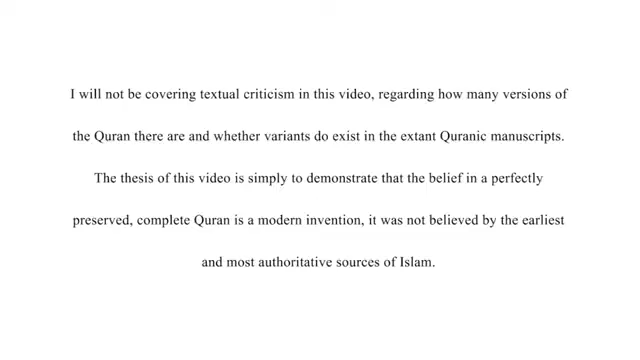 I will not be covering textual criticism in this video, regarding how many versions of
the Quran there are and whether variants do exist in the extant Quranic manuscripts.
The thesis of this video is simply to demonstrate that the belief in a perfectly
preserved, complete Quran is a modern invention, it was not believed by the earliest
and most authoritative sources of Islam.